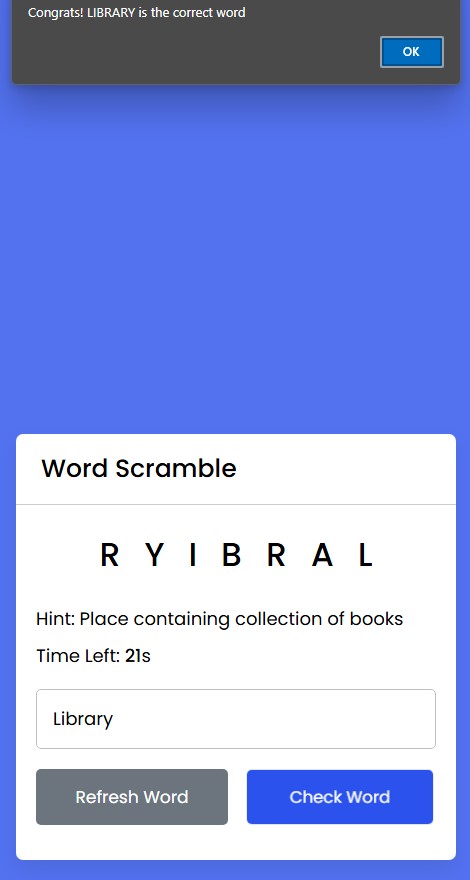 Congrats! LIBRARY is the correct word
OK
Word Scramble
R Y I B R A L
Hint: Place containing collection of books
Time Left: 21s
Library
Refresh Word Check Word